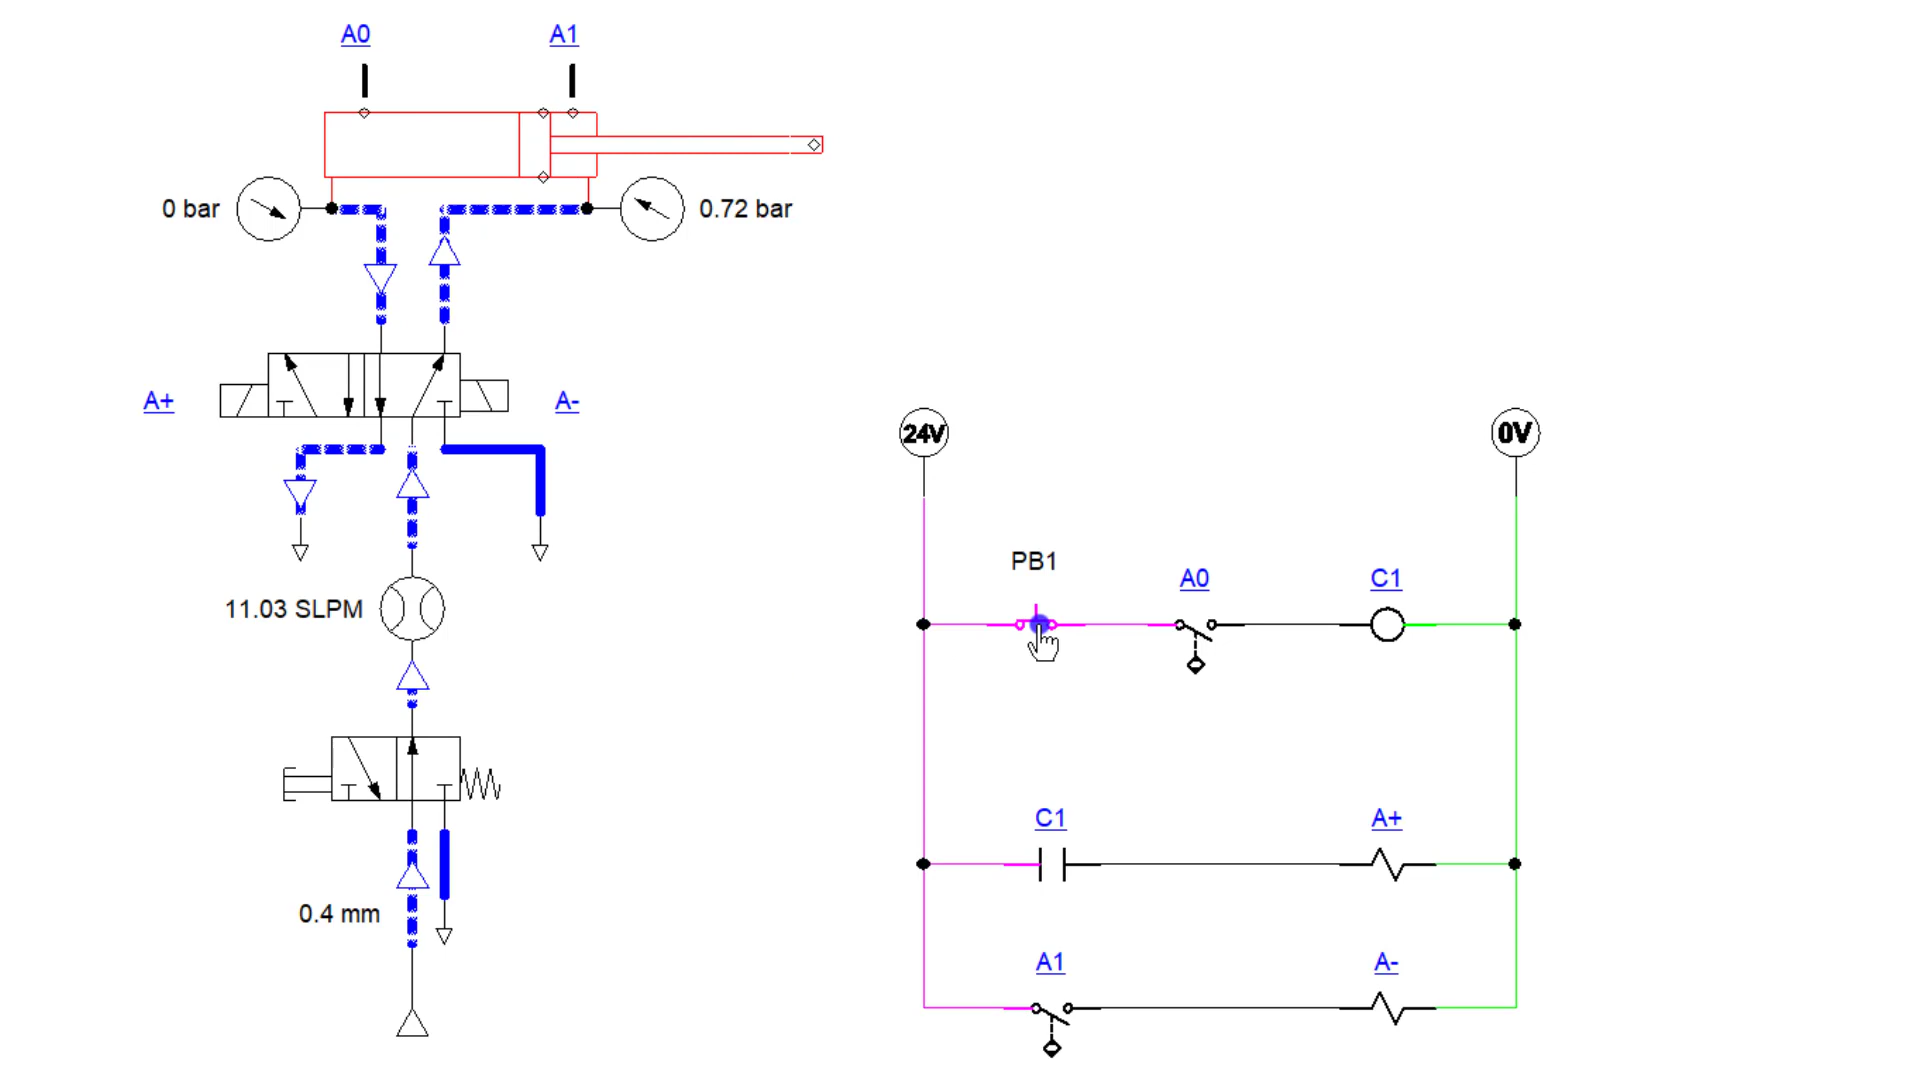 A0 A1
0 bar 0.72 bar
A+ A-
24V 0V
PB1
A0 C1
11.03 SLPM
C1 A+
0.4 mm
A1 A-